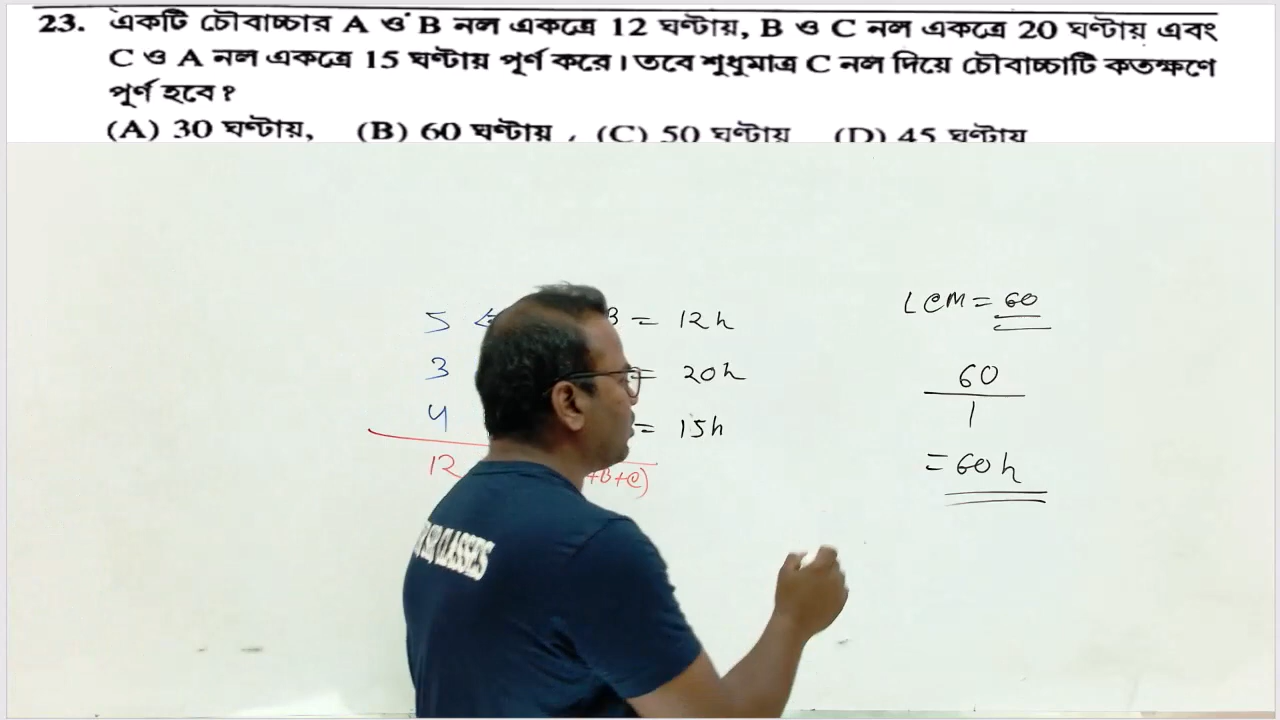 23. একটি চৌবাচ্চার A ও B নল একত্রে 12 ঘণ্টায়, B ও C নল একত্রে 20 ঘণ্টায় এবং
C ও A নল একত্রে 15 ঘণ্টায় পূর্ণ করে। তবে শুধুমাত্র C নল দিয়ে চৌবাচ্চাটি কতক্ষণে
পূর্ণ হবে?
(A) 30 ঘণ্টায়, (B) 60 ঘণ্টায়, (C) 50 ঘণ্টায় (D) 45 ঘণ্টায়
5 B = 12h
3 = 20h
4 = 15h
12 +B+C)
LCM = 60
60
1
= 60h
SIR CLASSES